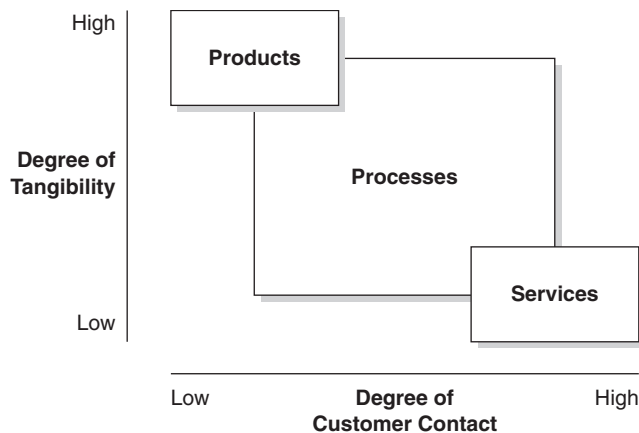 High
Products
Degree of
Tangibility
Processes
Services
Low
Low
Degree of
Customer Contact
High